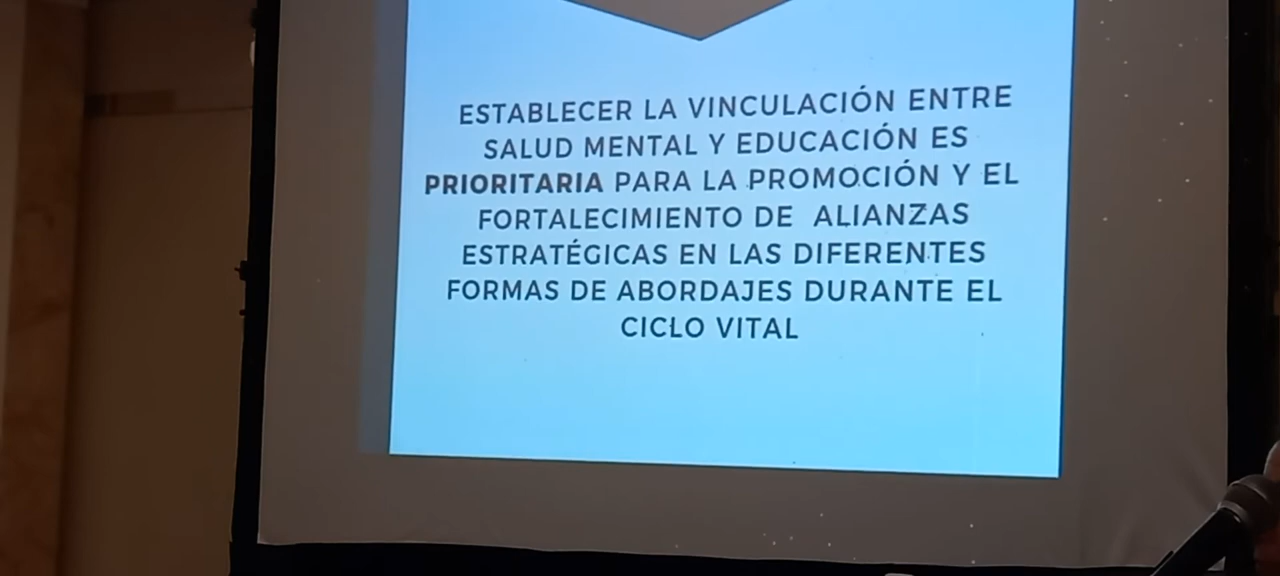 ESTABLECER LA VINCULACIÓN ENTRE
SALUD MENTAL Y EDUCACIÓN ES
PRIORITARIA PARA LA PROMOCIÓN Y EL
FORTALECIMIENTO DE ALIANZAS
ESTRATÉGICAS EN LAS DIFERENTES
FORMAS DE ABORDAJES DURANTE EL
CICLO VITAL